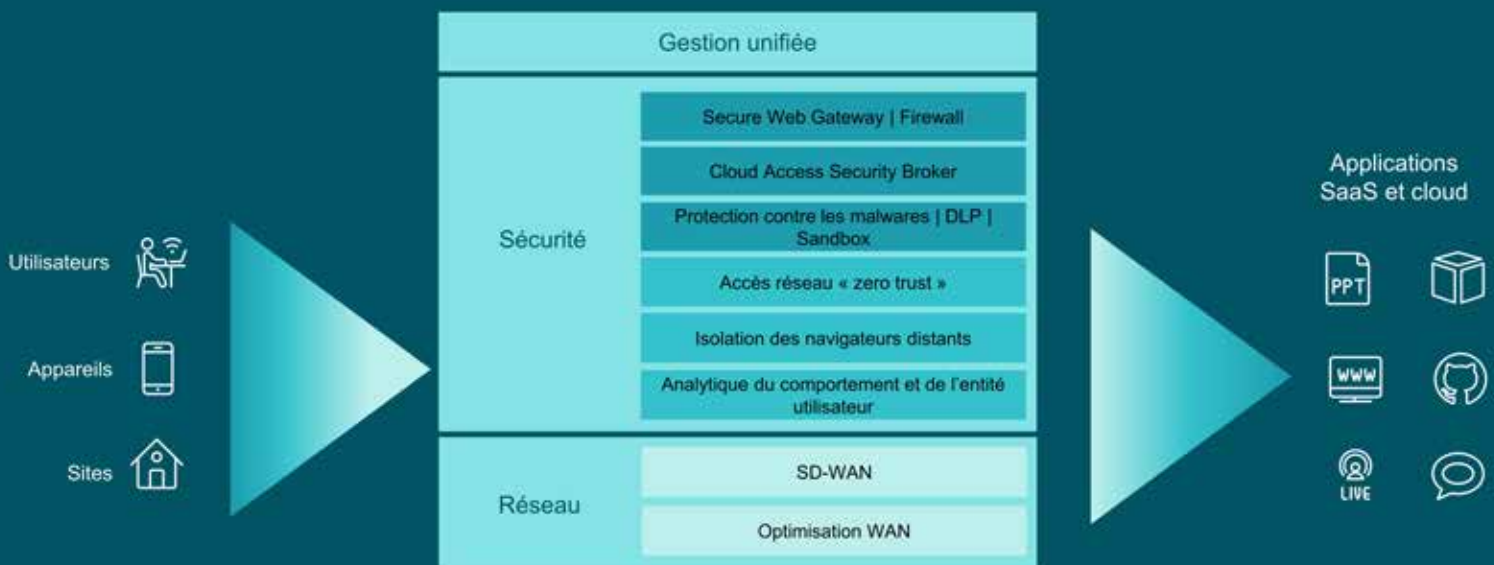 Gestion unifiée
Sécurité
Secure Web Gateway | Firewall
Cloud Access Security Broker
Protection contre les malwares | DLP |
Sandbox
Accès réseau « zero trust »
Isolation des navigateurs distants
Analytique du comportement et de l'entité
utilisateur
Réseau
SD-WAN
Optimisation WAN
Utilisateurs
Appareils
Sites
Applications
SaaS et cloud
PPT
WWW
LIVE